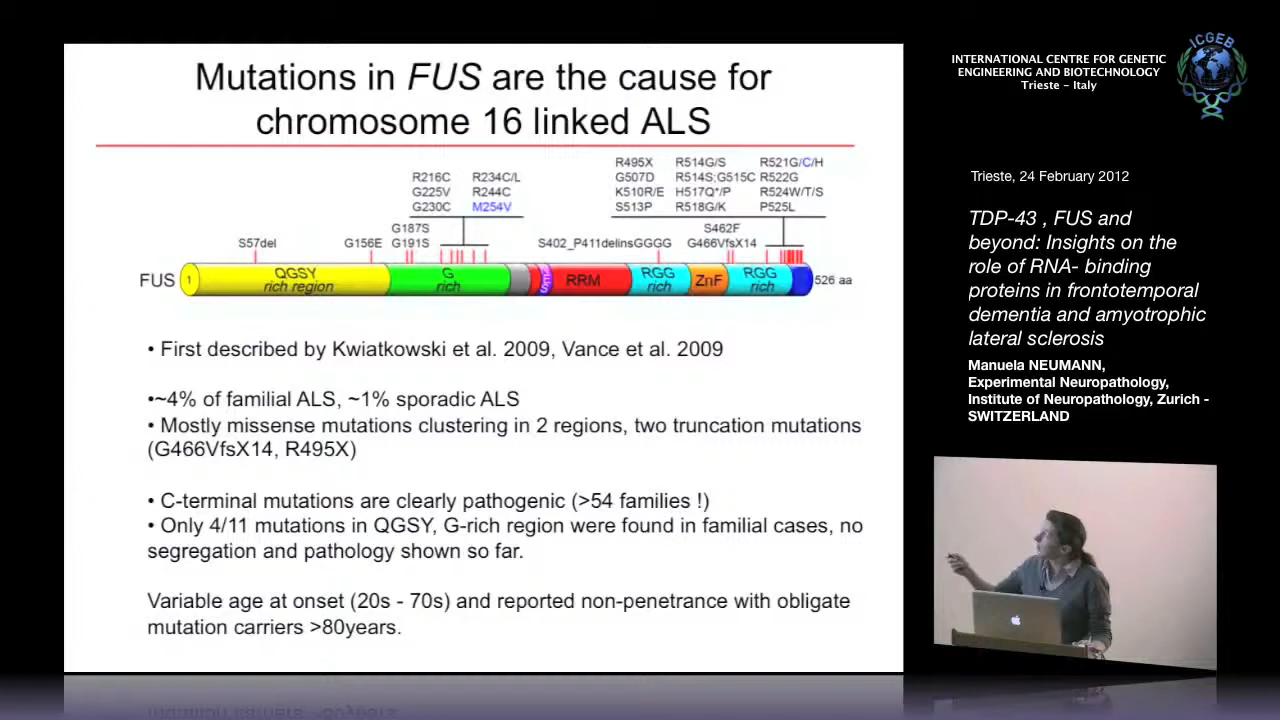 Mutations in FUS are the cause for
chromosome 16 linked ALS
R495X R514G/S R521G/C/H
R216C R234C/L G507D R514S;G515C R522G
G225V R244C K510R/E H517Q*/P R524W/T/S
G230C M254V S513P R518G/K P525L
G187S S462F
S57del G156E G191S S402_P411delinsGGGG G466VfsX14
FUS 1 QGSY rich region G rich RRM RGG rich ZnF RGG rich 526 aa
• First described by Kwiatkowski et al. 2009, Vance et al. 2009
•~4% of familial ALS, ~1% sporadic ALS
• Mostly missense mutations clustering in 2 regions, two truncation mutations
(G466VfsX14, R495X)
• C-terminal mutations are clearly pathogenic (>54 families !)
• Only 4/11 mutations in QGSY, G-rich region were found in familial cases, no
segregation and pathology shown so far.
Variable age at onset (20s - 70s) and reported non-penetrance with obligate
mutation carriers >80years.
INTERNATIONAL CENTRE FOR GENETIC
ENGINEERING AND BIOTECHNOLOGY
Trieste - Italy
ICGEB
Trieste, 24 February 2012
TDP-43 , FUS and
beyond: Insights on the
role of RNA- binding
proteins in frontotemporal
dementia and amyotrophic
lateral sclerosis
Manuela NEUMANN,
Experimental Neuropathology,
Institute of Neuropathology, Zurich -
SWITZERLAND